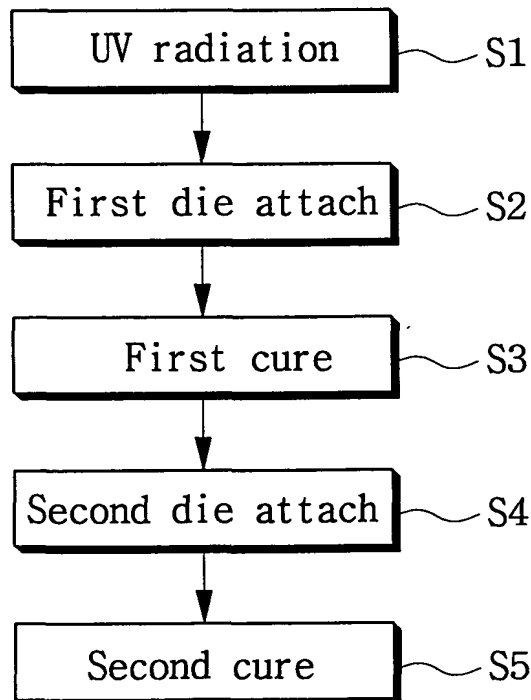 UV radiation S1
First die attach S2
First cure S3
Second die attach S4
Second cure S5